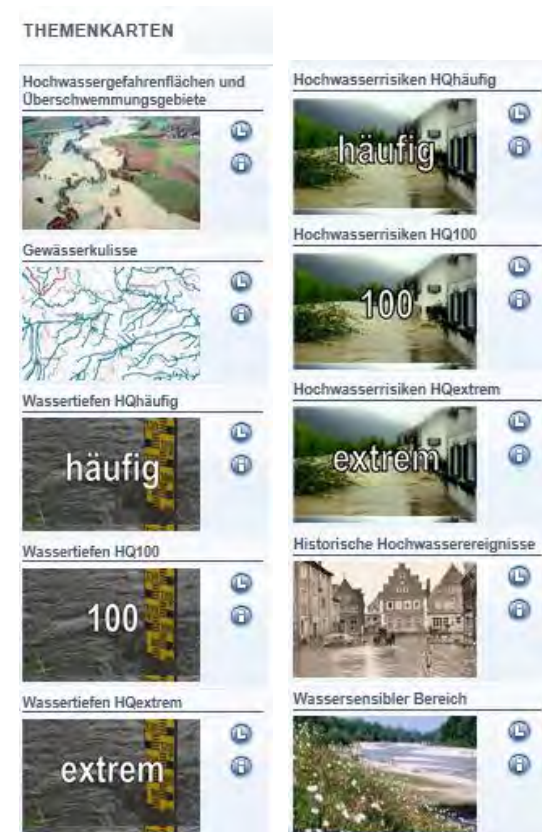 THEMENKARTEN
Hochwassergefahrenflächen und
Überschwemmungsgebiete
Gewässerkulisse
Wassertiefen HQhäufig
häufig
Wassertiefen HQ100
100
Wassertiefen HQextrem
extrem
Hochwasserrisiken HQhäufig
häufig
Hochwasserrisiken HQ100
100
Hochwasserrisiken HQextrem
extrem
Historische Hochwasserereignisse
Wassersensibler Bereich